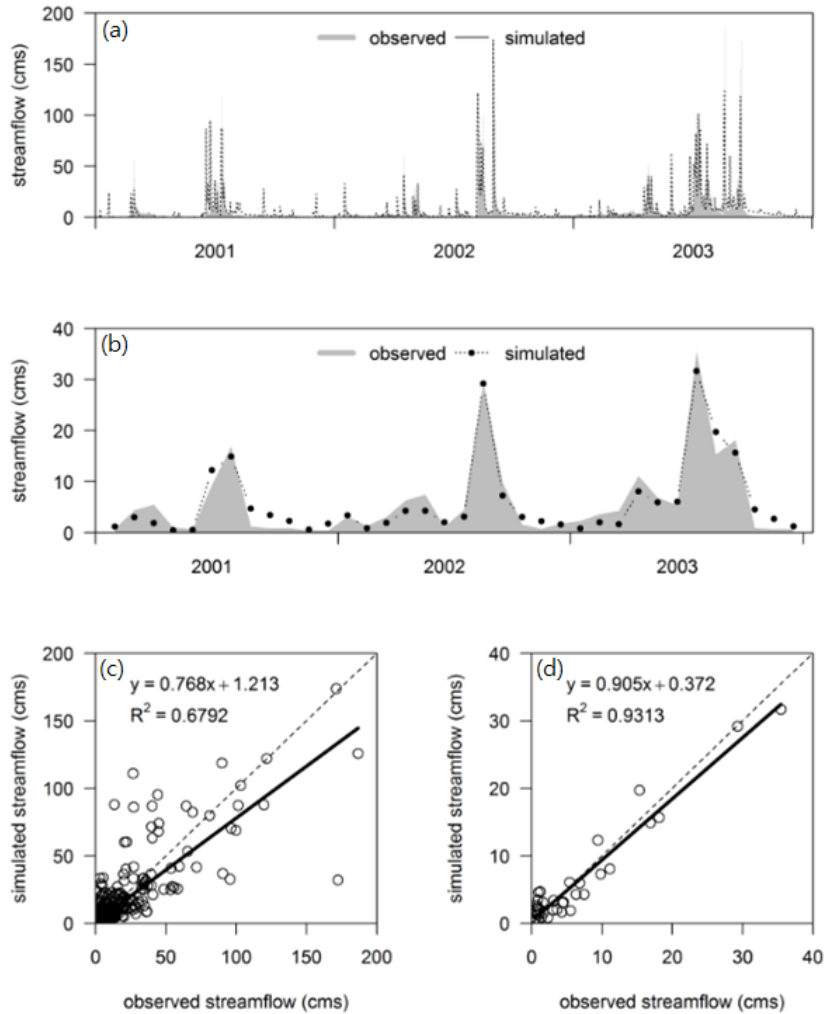 (a)
observed simulated
streamflow (cms)
200
150
100
50
0
2001 2002 2003
(b)
observed simulated
streamflow (cms)
40
30
20
10
0
2001 2002 2003
(c)
y = 0.768x + 1.213
R² = 0.6792
simulated streamflow (cms)
200
150
100
50
0
0 50 100 150 200
observed streamflow (cms)
(d)
y = 0.905x + 0.372
R² = 0.9313
simulated streamflow (cms)
40
30
20
10
0
0 10 20 30 40
observed streamflow (cms)